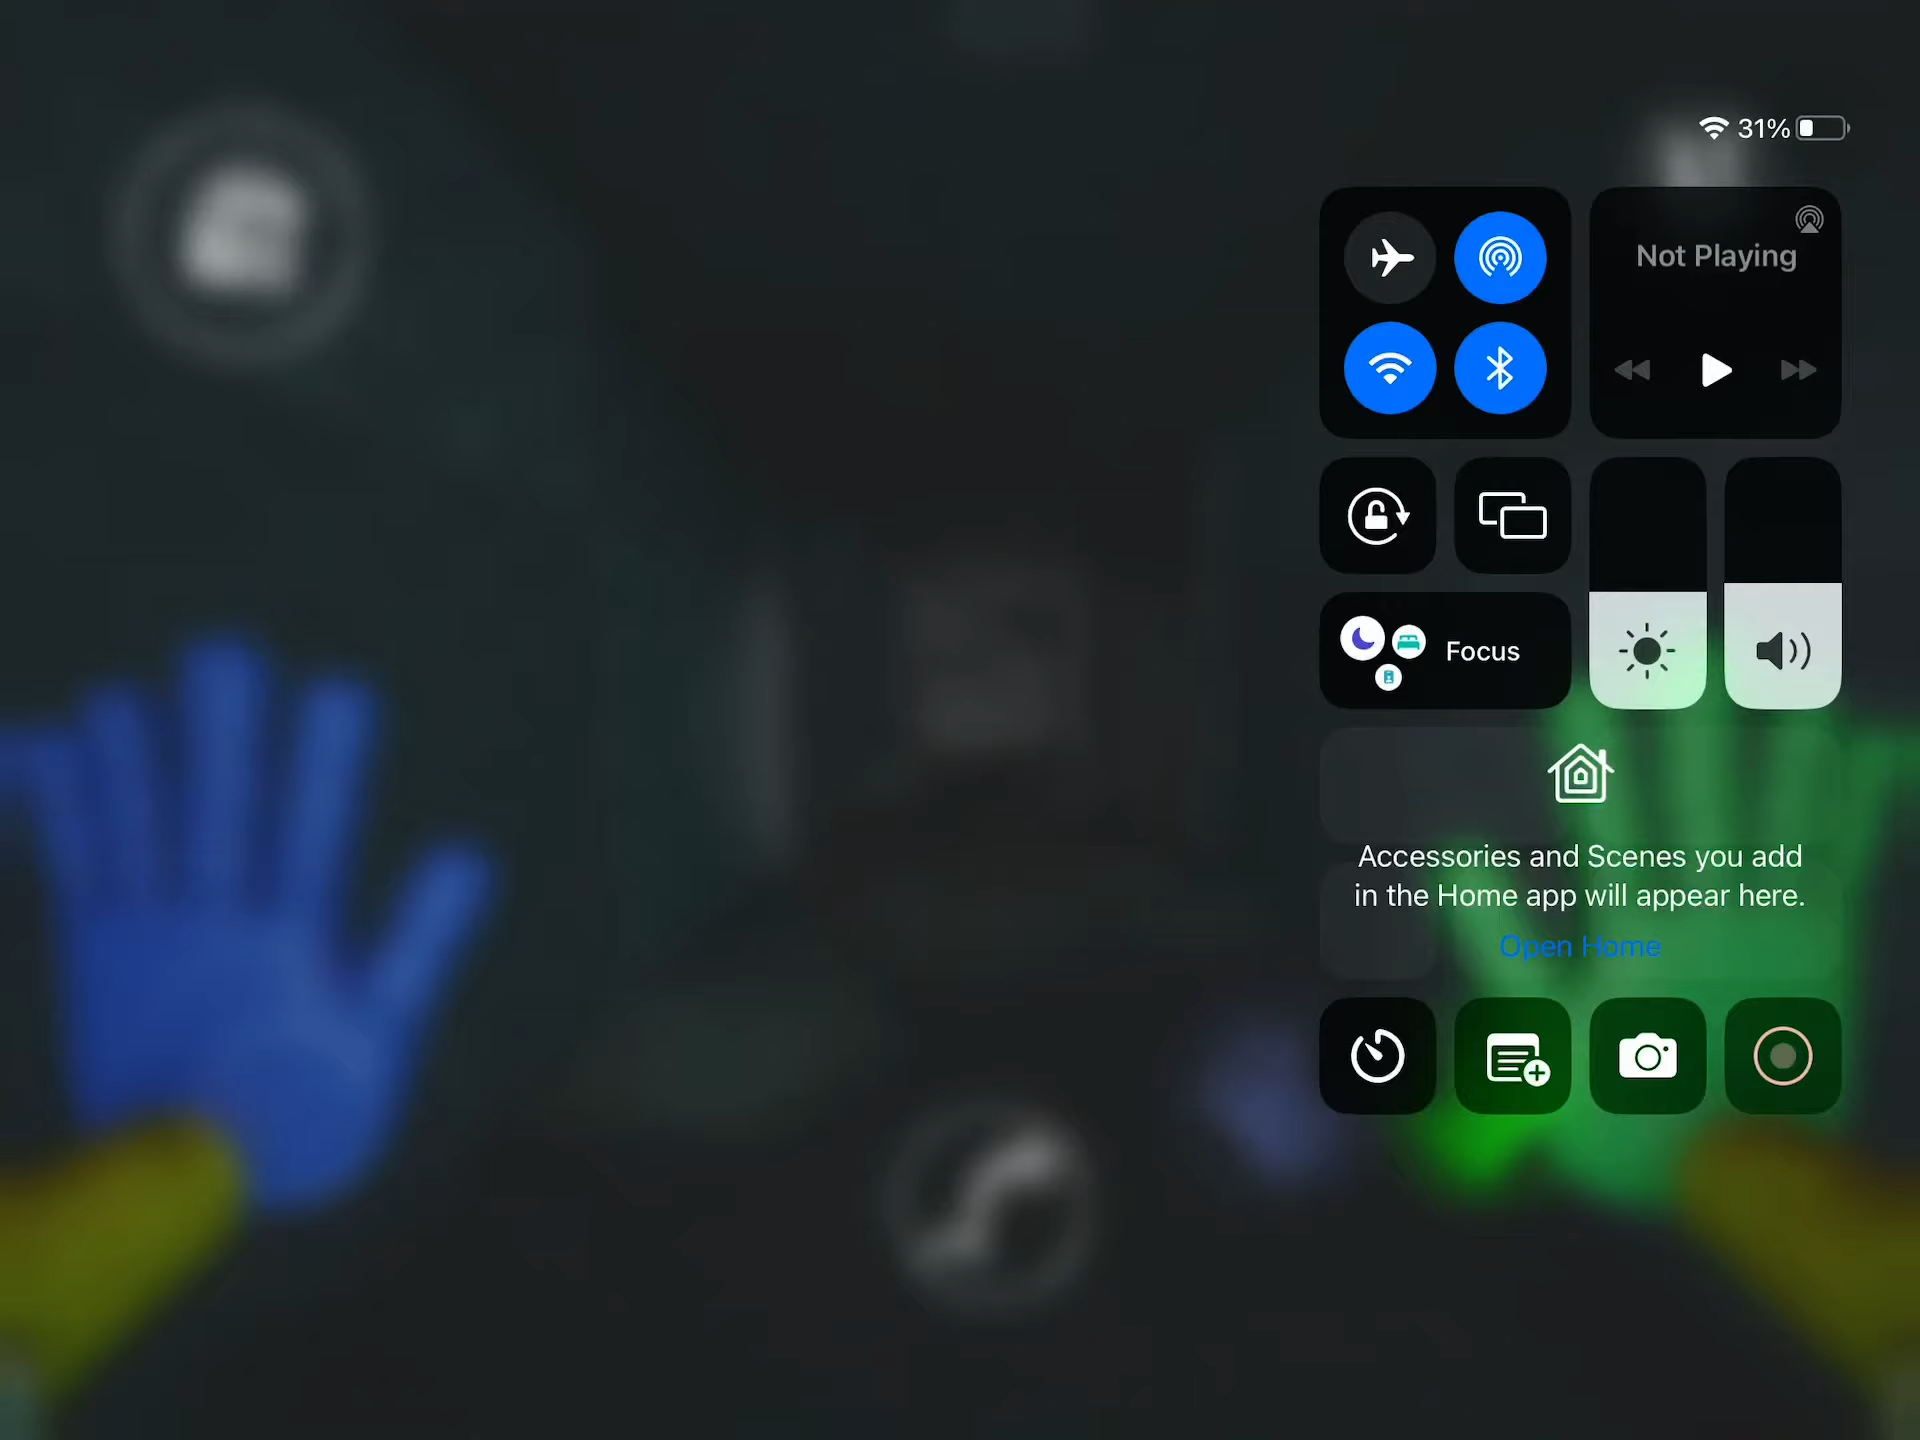 31%
Not Playing
Focus
Accessories and Scenes you add
in the Home app will appear here.
Open Home